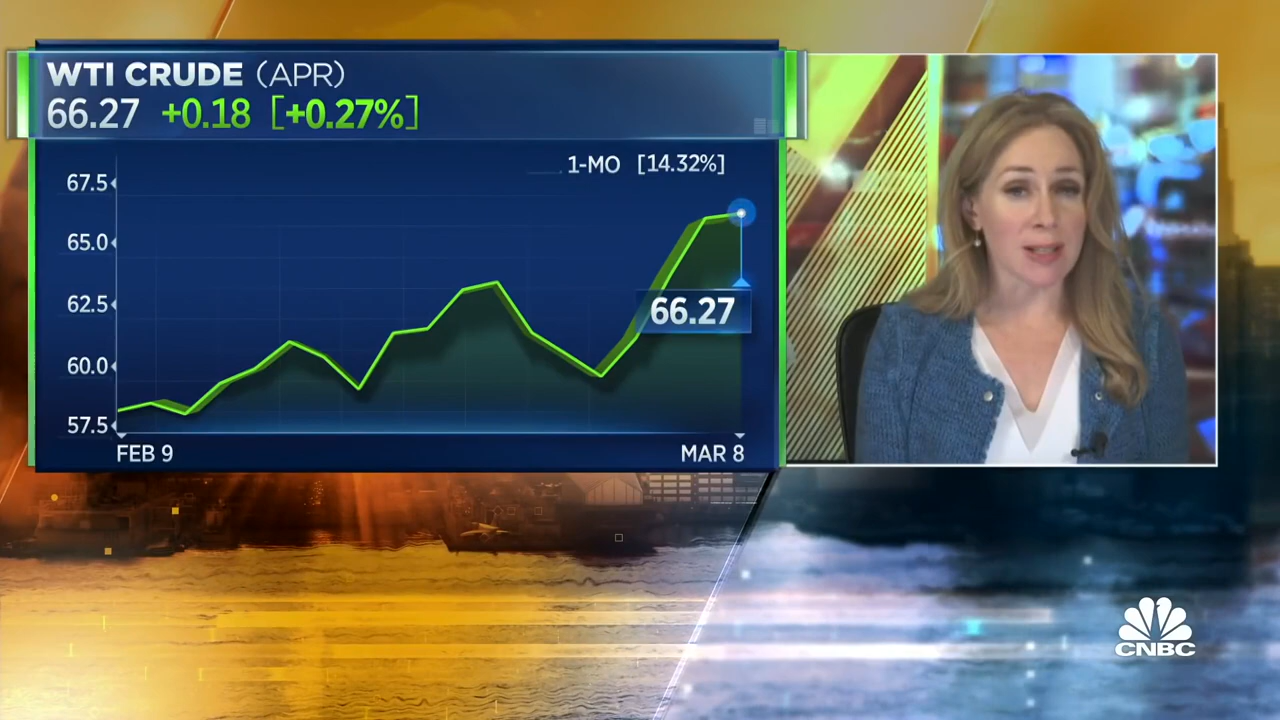 WTI CRUDE (APR)
66.27 +0.18 [+0.27%]
1-MO [14.32%]
67.5
65.0
62.5
60.0
57.5
66.27
FEB 9 MAR 8
CNBC